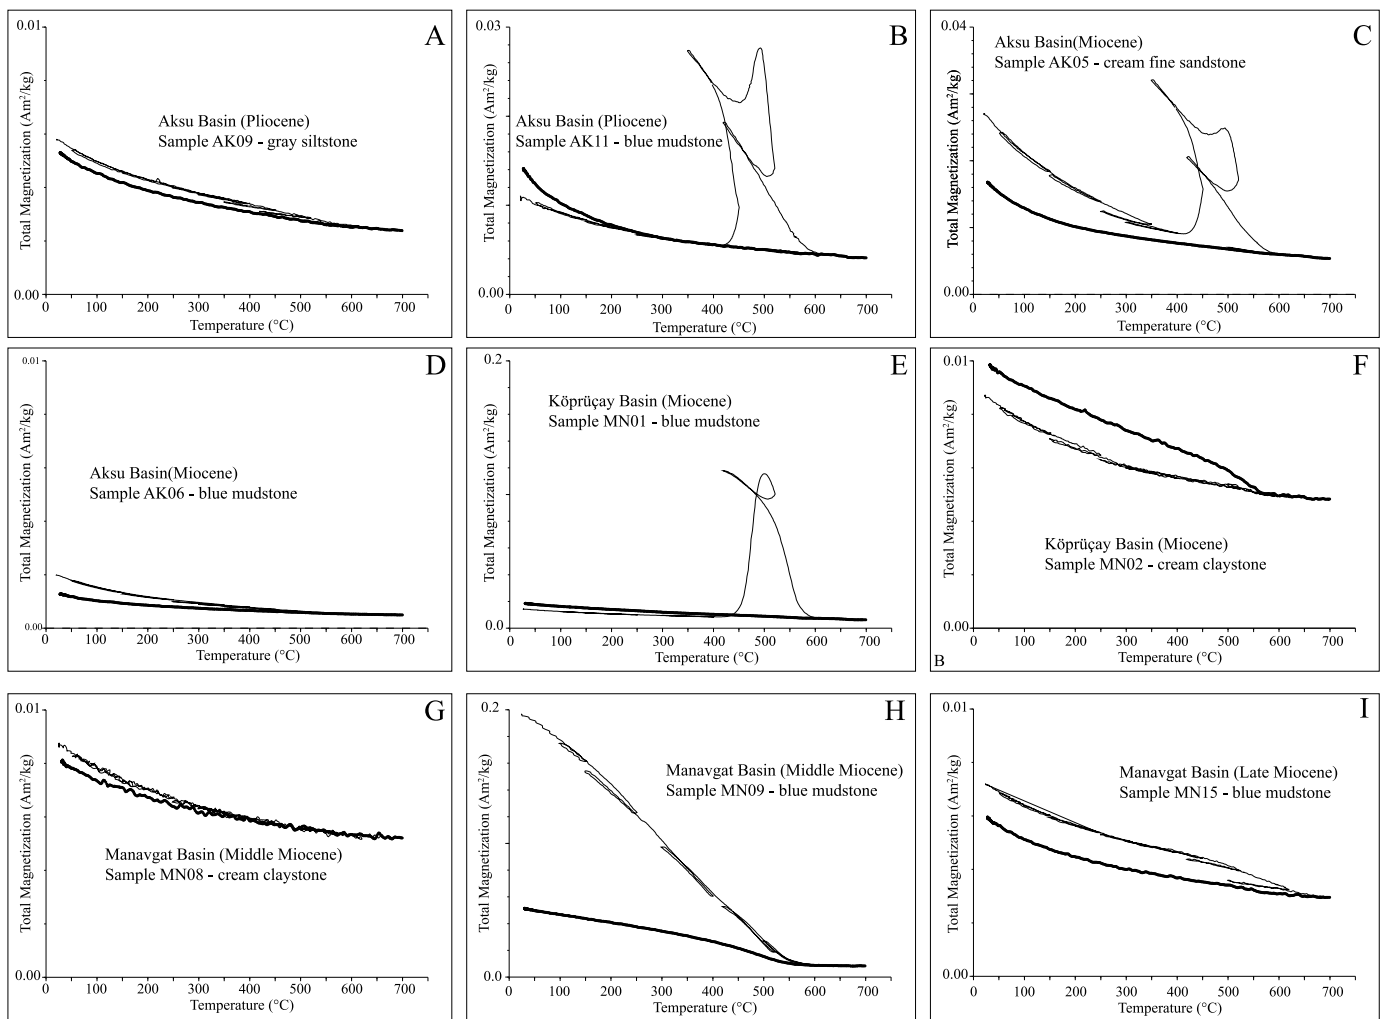 A
0.01
Total Magnetization (Am²/kg)
Aksu Basin (Pliocene)
Sample AK09 - gray siltstone
0.00
0 100 200 300 400 500 600 700
Temperature (°C)
B
0.03
Total Magnetization (Am²/kg)
Aksu Basin (Pliocene)
Sample AK11 - blue mudstone
0.00
0 100 200 300 400 500 600 700
Temperature (°C)
C
0.04
Total Magnetization (Am²/kg)
Aksu Basin(Miocene)
Sample AK05 - cream fine sandstone
0.00
0 100 200 300 400 500 600 700
Temperature (°C)
D
0.01
Total Magnetization (Am²/kg)
Aksu Basin(Miocene)
Sample AK06 - blue mudstone
0.00
0 100 200 300 400 500 600 700
Temperature (°C)
E
0.2
Total Magnetization (Am²/kg)
Köprüçay Basin (Miocene)
Sample MN01 - blue mudstone
0.0
0 100 200 300 400 500 600 700
Temperature (°C)
F
0.01
Total Magnetization (Am²/kg)
Köprüçay Basin (Miocene)
Sample MN02 - cream claystone
0.00
0 100 200 300 400 500 600 700
Temperature (°C)
B
G
0.01
Total Magnetization (Am²/kg)
Manavgat Basin (Middle Miocene)
Sample MN08 - cream claystone
0.00
0 100 200 300 400 500 600 700
Temperature (°C)
H
0.2
Total Magnetization (Am²/kg)
Manavgat Basin (Middle Miocene)
Sample MN09 - blue mudstone
0.0
0 100 200 300 400 500 600 700
Temperature (°C)
I
0.01
Total Magnetization (Am²/kg)
Manavgat Basin (Late Miocene)
Sample MN15 - blue mudstone
0.00
0 100 200 300 400 500 600 700
Temperature (°C)